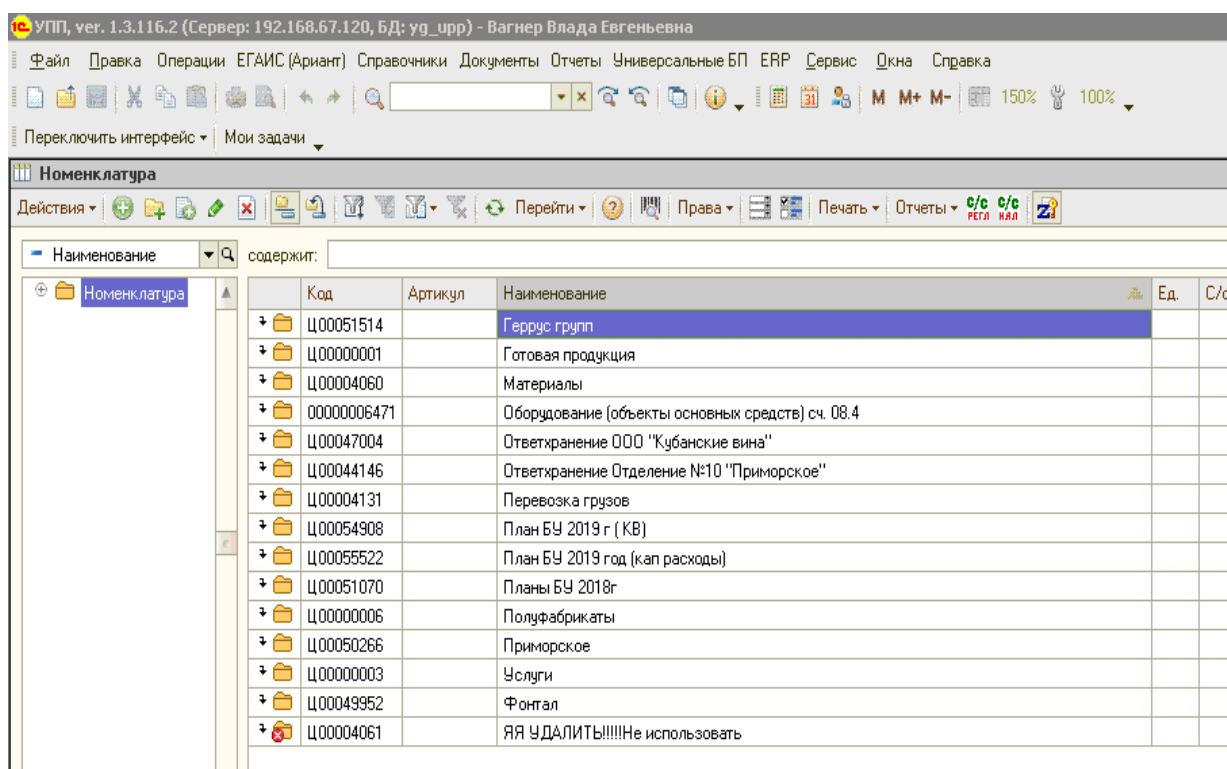 УПП, ver. 1.3.116.2 (Сервер: 192.168.67.120, БД: yg_upp) - Вагнер Влада Евгеньевна
Файл Правка Операции ЕГАИС (Ариант) Справочники Документы Отчеты Универсальные БП ERP Сервис Окна Справка
31 M M+ M- 150% 100%
Переключить интерфейс Мои задачи
Номенклатура
Действия Перейти Права Печать Отчеты С/С РЕГЛ С/С НАЛ
Наименование содержит:
Номенклатура
Код Артикул Наименование Ед. С/с
Ц00051514 Геррус групп
Ц00000001 Готовая продукция
Ц00004060 Материалы
00000006471 Оборудование (объекты основных средств) сч. 08.4
Ц00047004 Ответхранение ООО "Кубанские вина"
Ц00044146 Ответхранение Отделение №10 "Приморское"
Ц00004131 Перевозка грузов
Ц00054908 План БУ 2019 г ( КВ)
Ц00055522 План БУ 2019 год (кап расходы)
Ц00051070 Планы БУ 2018г
Ц00000006 Полуфабрикаты
Ц00050266 Приморское
Ц00000003 Услуги
Ц00049952 Фонтал
Ц00004061 ЯЯ УДАЛИТЬ!!!!!Не использовать